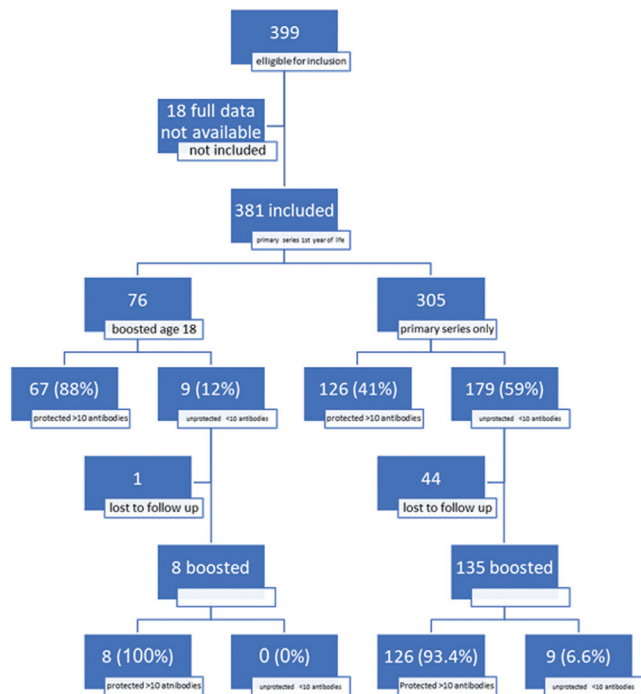 399
elligible for inclusion
18 full data
not available
not included
381 included
primary series 1st year of life
76
boosted age 18
305
primary series only
67 (88%)
protected >10 antibodies
9 (12%)
unprotected <10 antibodies
126 (41%)
protected >10 antibodies
179 (59%)
unprotected <10 antibodies
1
lost to follow up
44
lost to follow up
8 boosted
135 boosted
8 (100%)
protected >10 atnibodies
0 (0%)
unprotected <10 antibodies
126 (93.4%)
Protected >10 antibodies
9 (6.6%)
unprotected <10 antibodies